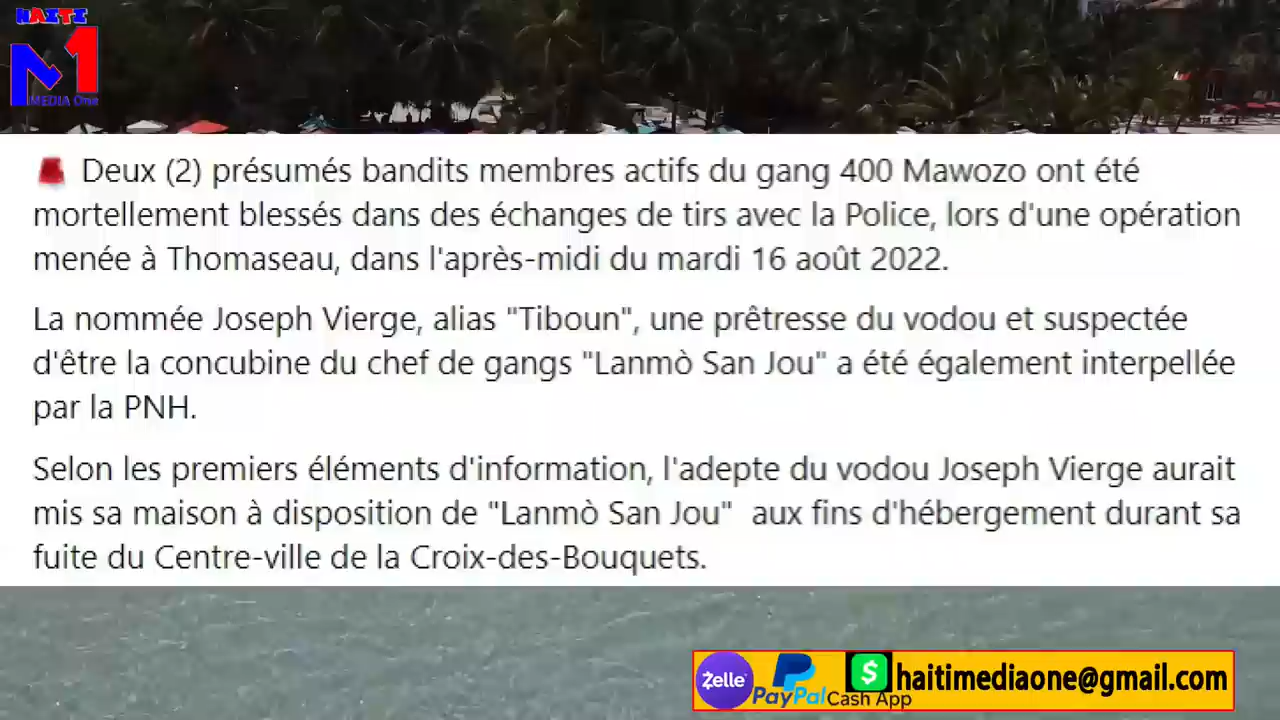 HAITI
M1
MEDIA One
Deux (2) présumés bandits membres actifs du gang 400 Mawozo ont été
mortellement blessés dans des échanges de tirs avec la Police, lors d'une opération
menée à Thomaseau, dans l'après-midi du mardi 16 août 2022.
La nommée Joseph Vierge, alias "Tiboun", une prêtresse du vodou et suspectée
d'être la concubine du chef de gangs "Lanmò San Jou" a été également interpellée
par la PNH.
Selon les premiers éléments d'information, l'adepte du vodou Joseph Vierge aurait
mis sa maison à disposition de "Lanmò San Jou" aux fins d'hébergement durant sa
fuite du Centre-ville de la Croix-des-Bouquets.
Zelle PayPal $ Cash App haitimediaone@gmail.com